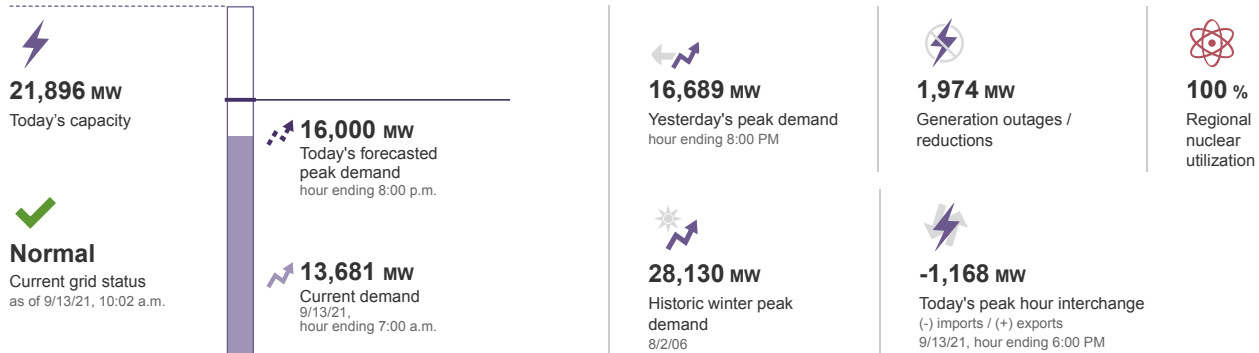 21,896 MW
Today's capacity
Normal
Current grid status
as of 9/13/21, 10:02 a.m.
16,000 MW
Today's forecasted
peak demand
hour ending 8:00 p.m.
13,681 MW
Current demand
9/13/21,
hour ending 7:00 a.m.
16,689 MW
Yesterday's peak demand
hour ending 8:00 PM
1,974 MW
Generation outages /
reductions
100 %
Regional
nuclear
utilization
28,130 MW
Historic winter peak
demand
8/2/06
-1,168 MW
Today's peak hour interchange
(-) imports / (+) exports
9/13/21, hour ending 6:00 PM